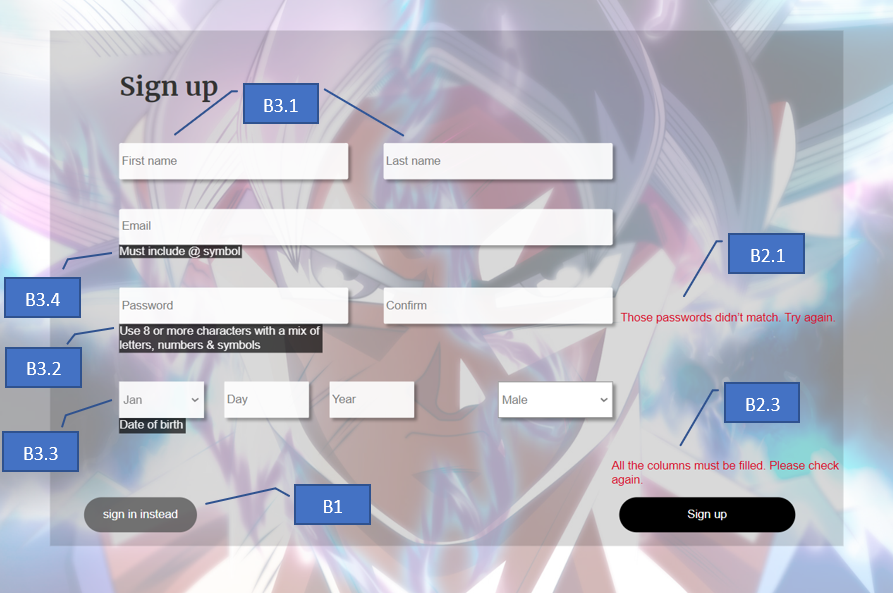 Sign up
B3.1
First name
Last name
Email
Must include @ symbol
B2.1
B3.4
Password
Confirm
Those passwords didn't match. Try again.
Use 8 or more characters with a mix of
letters, numbers & symbols
B3.2
Jan
Day
Year
Male
B2.3
Date of birth
B3.3
All the columns must be filled. Please check
again.
B1
sign in instead
Sign up